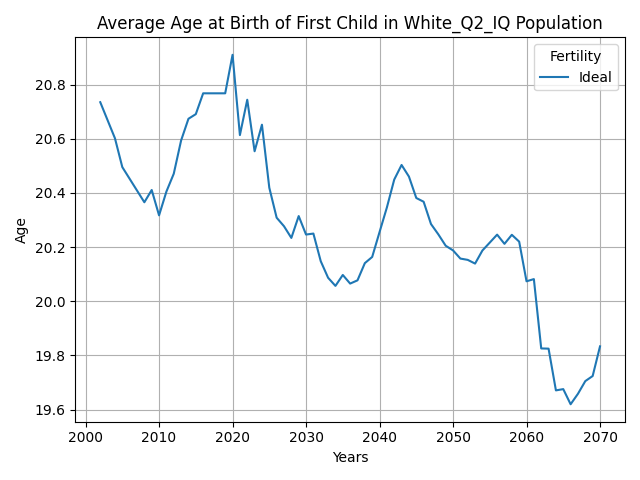 Average Age at Birth of First Child in White_Q2_IQ Population
Fertility
Ideal
20.8
20.6
20.4
20.2
20.0
19.8
19.6
Age
2000 2010 2020 2030 2040 2050 2060 2070
Years